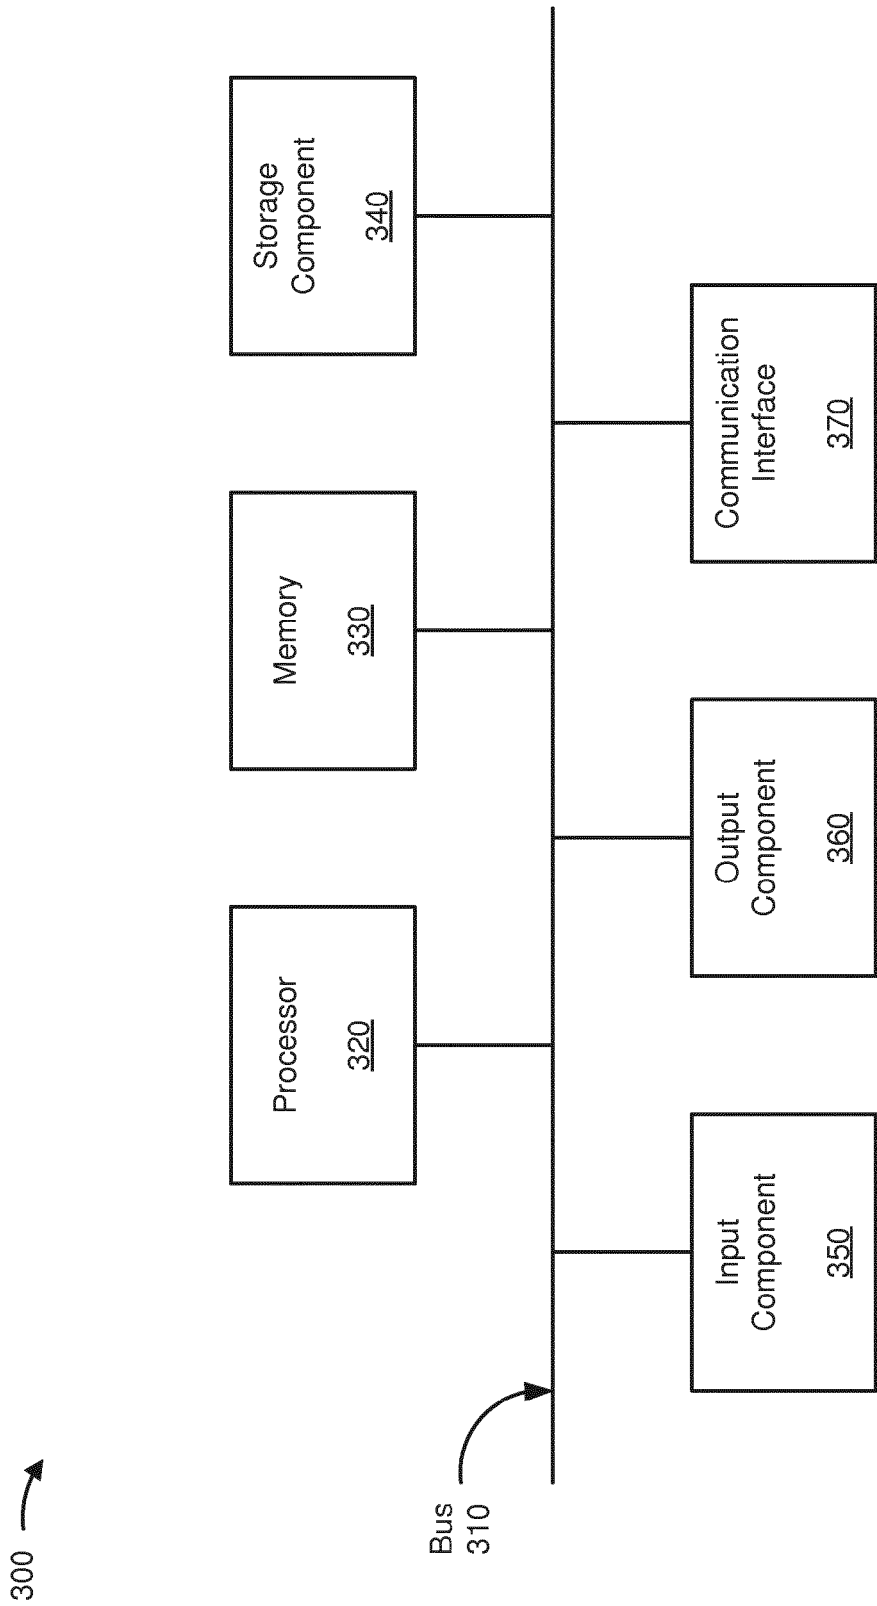 300
Processor
320
Memory
330
Storage
Component
340
Bus
310
Input
Component
350
Output
Component
360
Communication
Interface
370